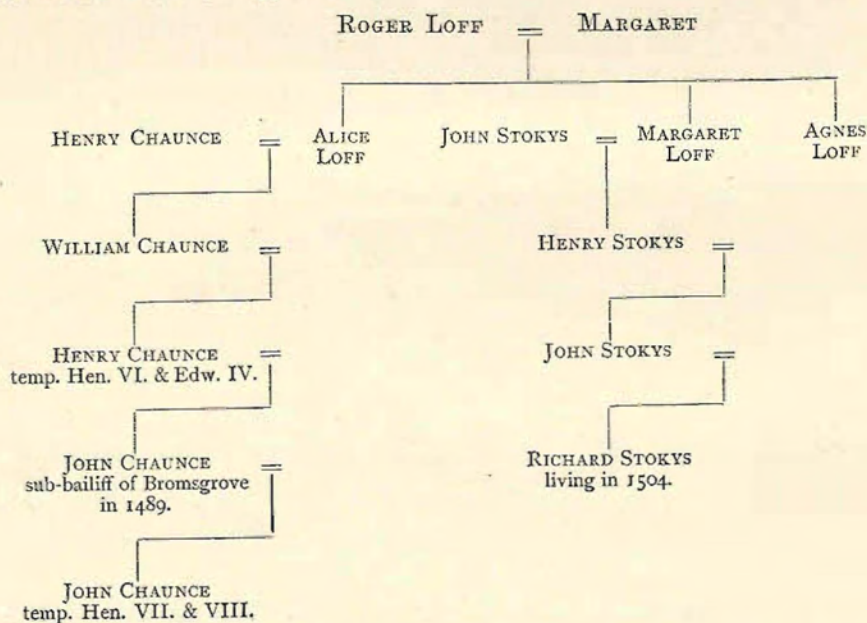 ROGER LOFF = MARGARET
HENRY CHAUNCE = ALICE LOFF JOHN STOKYS = MARGARET LOFF AGNES LOFF
WILLIAM CHAUNCE = HENRY STOKYS =
HENRY CHAUNCE = JOHN STOKYS =
temp. Hen. VI. & Edw. IV.
JOHN CHAUNCE = RICHARD STOKYS
sub-bailiff of Bromsgrove living in 1504.
in 1489.
JOHN CHAUNCE
temp. Hen. VII. & VIII.